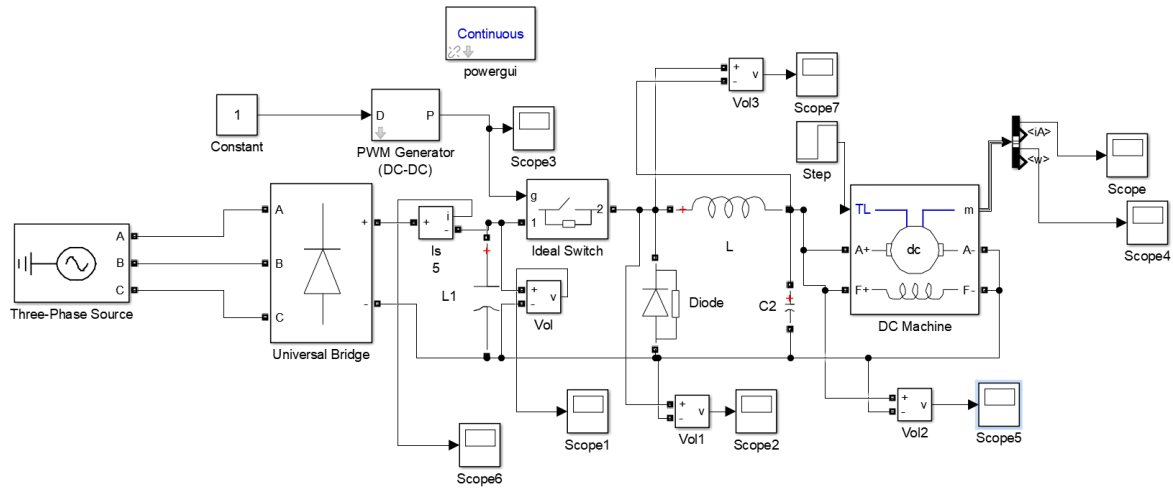 Continuous
powergui
+
-
v
Vol3
Scope7
1
Constant
D
P
PWM Generator
(DC-DC)
Scope3
Step
<iA>
<w>
Scope
Scope4
A
B
C
Three-Phase Source
A
B
C
+
-
Universal Bridge
+
-
i
Is
5
g
1
2
Ideal Switch
+
L1
+
-
v
Vol
+
L
Diode
+
C2
TL
m
A+
dc
A-
F+
F-
DC Machine
Scope1
+
-
v
Vol1
Scope2
+
-
v
Vol2
Scope5
Scope6